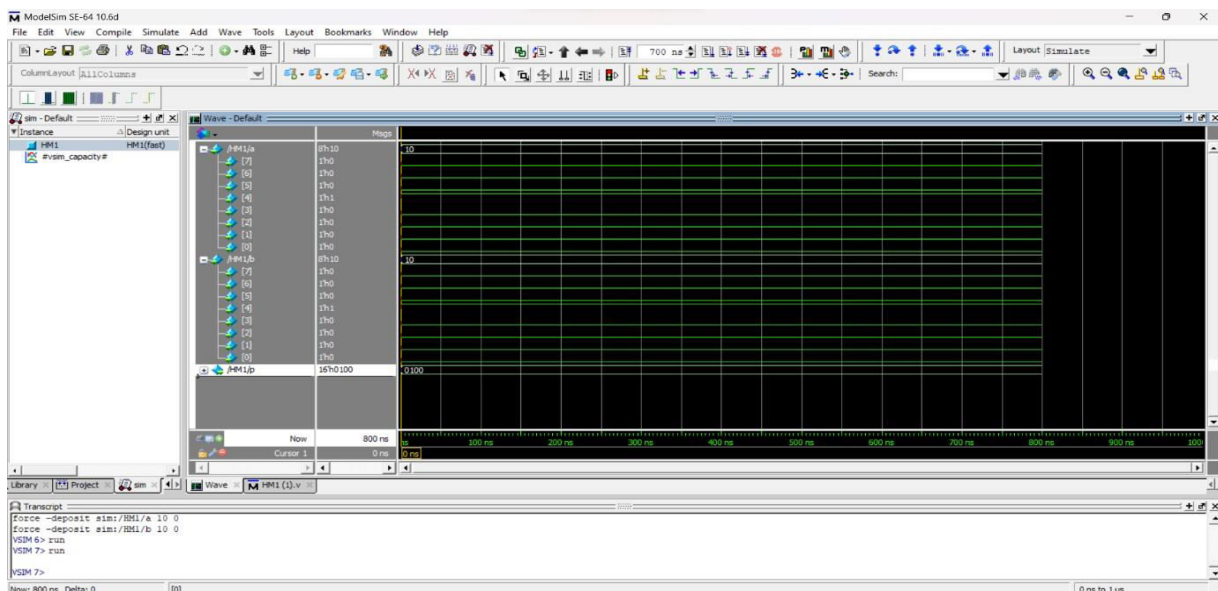 ModelSim SE-64 10.6d
File Edit View Compile Simulate Add Wave Tools Layout Bookmarks Window Help
Help 700 ns Layout Simulate
ColumnLayout AllColumns Search:
sim - Default
Wave - Default
Instance Design unit
Msgs
HM1 HM1(fast)
#vsim_capacity#
/HM1/a 8'h10 10
[7] 1'h0
[6] 1'h0
[5] 1'h0
[4] 1'h1
[3] 1'h0
[2] 1'h0
[1] 1'h0
[0] 1'h0
/HM1/b 8'h10 10
[7] 1'h0
[6] 1'h0
[5] 1'h0
[4] 1'h1
[3] 1'h0
[2] 1'h0
[1] 1'h0
[0] 1'h0
/HM1/p 16'h0100 0100
Now 800 ns ns 100 ns 200 ns 300 ns 400 ns 500 ns 600 ns 700 ns 800 ns 900 ns 100
Cursor 1 0 ns 0 ns
Library Project sim Wave HM1 (1).v
Transcript
force -deposit sim:/HM1/a 10 0
force -deposit sim:/HM1/b 10 0
VSIM 6> run
VSIM 7> run
VSIM 7>
Now: 800 ns Delta: 0 [0] 0 ns to 1 us